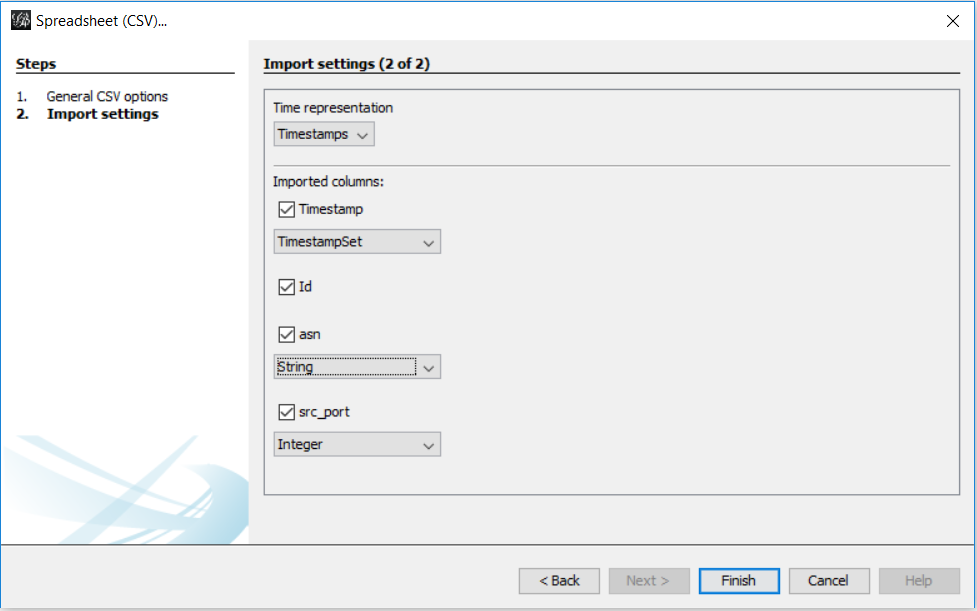 Spreadsheet (CSV)...
Steps
1. General CSV options
2. Import settings
Import settings (2 of 2)
Time representation
Timestamps
Imported columns:
Timestamp
TimestampSet
Id
asn
String
src_port
Integer
< Back
Next >
Finish
Cancel
Help